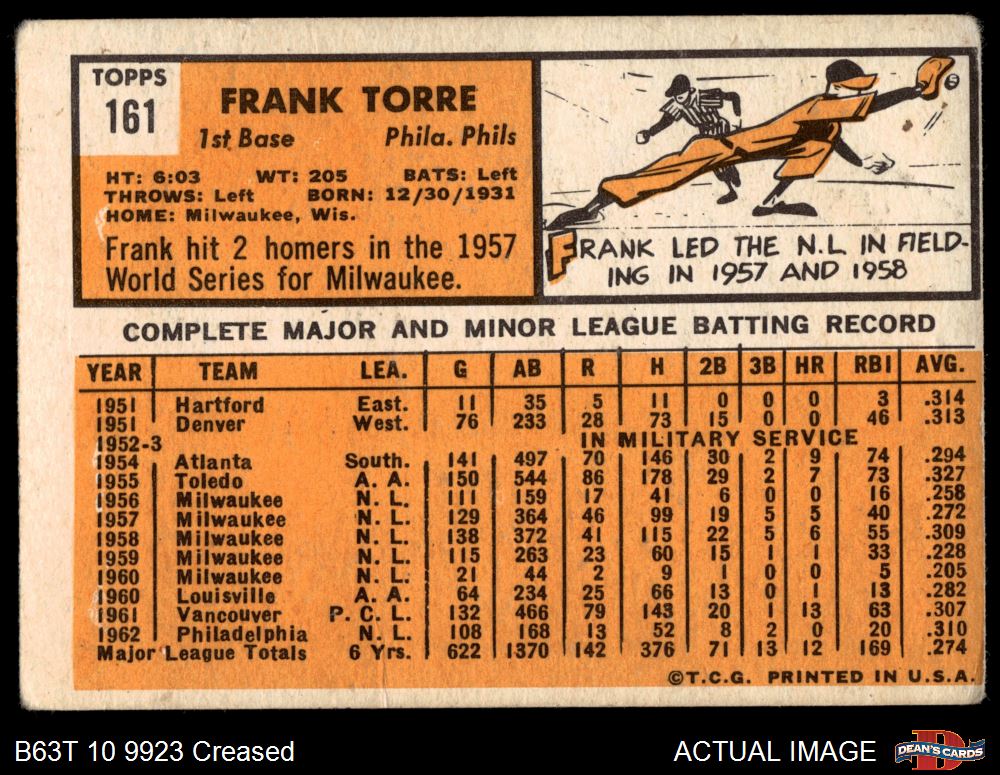 TOPPS
161
FRANK TORRE
1st Base Phila. Phils
HT: 6:03 WT: 205 BATS: Left
THROWS: Left BORN: 12/30/1931
HOME: Milwaukee, Wis.
Frank hit 2 homers in the 1957
World Series for Milwaukee.
FRANK LED THE N.L IN FIELD-
ING IN 1957 AND 1958
COMPLETE MAJOR AND MINOR LEAGUE BATTING RECORD
YEAR TEAM LEA. G AB R H 2B 3B HR RBI AVG.
1951 Hartford East. 11 35 5 11 0 0 0 3 .314
1951 Denver West. 76 233 28 73 15 0 0 46 .313
1952-3 IN MILITARY SERVICE
1954 Atlanta South. 141 497 70 146 30 2 9 74 .294
1955 Toledo A. A. 150 544 86 178 29 2 7 73 .327
1956 Milwaukee N. L. 111 159 17 41 6 0 0 16 .258
1957 Milwaukee N. L. 129 364 46 99 19 5 5 40 .272
1958 Milwaukee N. L. 138 372 41 115 22 5 6 55 .309
1959 Milwaukee N. L. 115 263 23 60 15 1 1 33 .228
1960 Milwaukee N. L. 21 44 2 9 1 0 0 5 .205
1960 Louisville A. A. 64 234 25 66 13 0 1 13 .282
1961 Vancouver P. C. L. 132 466 79 143 20 1 13 63 .307
1962 Philadelphia N. L. 108 168 13 52 8 2 0 20 .310
Major League Totals 6 Yrs. 622 1370 142 376 71 13 12 169 .274
©T.C.G. PRINTED IN U.S.A.
B63T 10 9923 Creased
ACTUAL IMAGE
D
DEAN'S CARDS